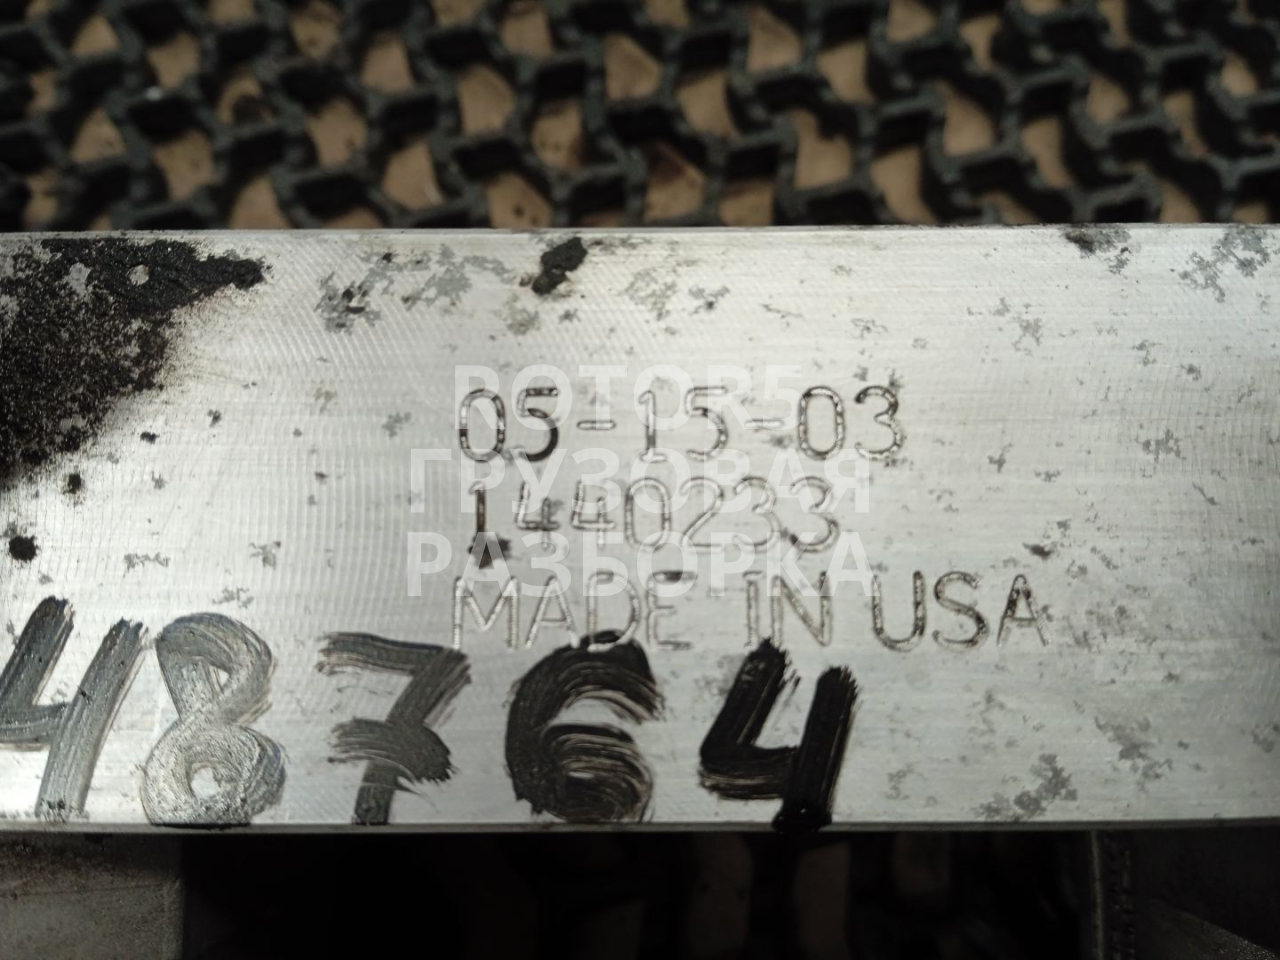 ROTOR5
05-15-03
ГРУЗОВАЯ
1440233
РАЗБОРКА
MADE IN USA
48764